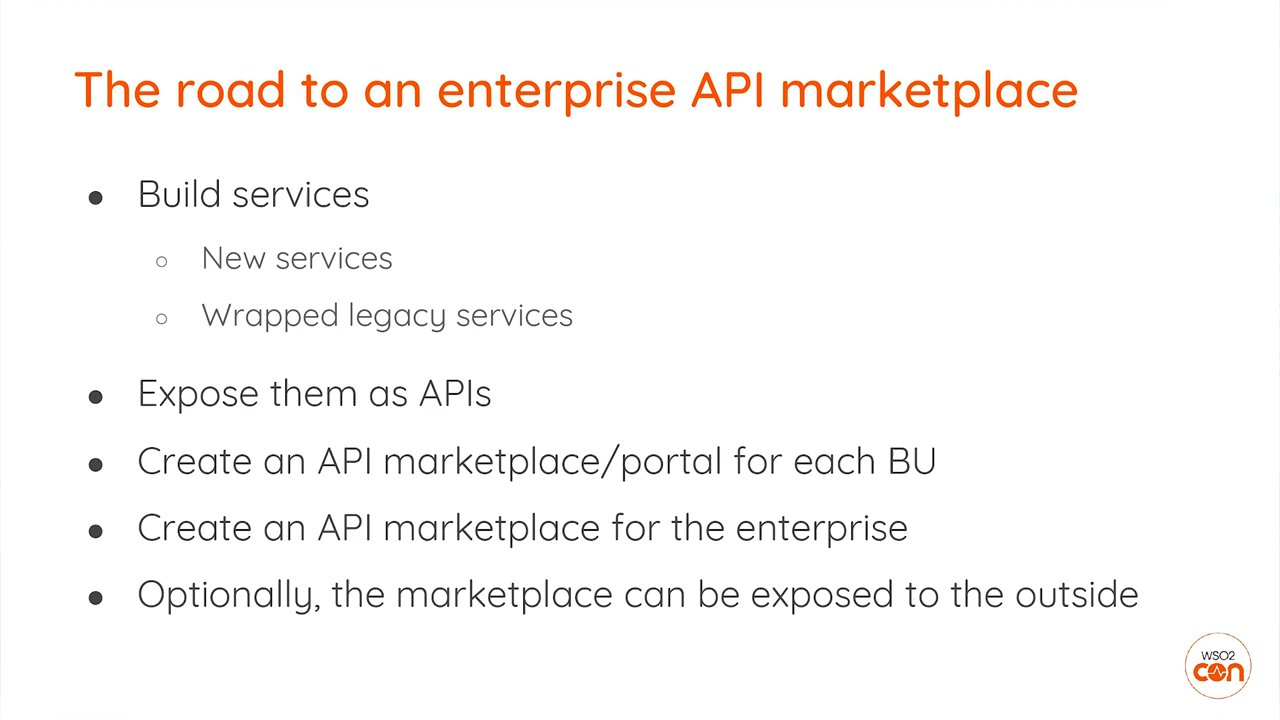 The road to an enterprise API marketplace
● Build services
○ New services
○ Wrapped legacy services
● Expose them as APIs
● Create an API marketplace/portal for each BU
● Create an API marketplace for the enterprise
● Optionally, the marketplace can be exposed to the outside
WSO2
con